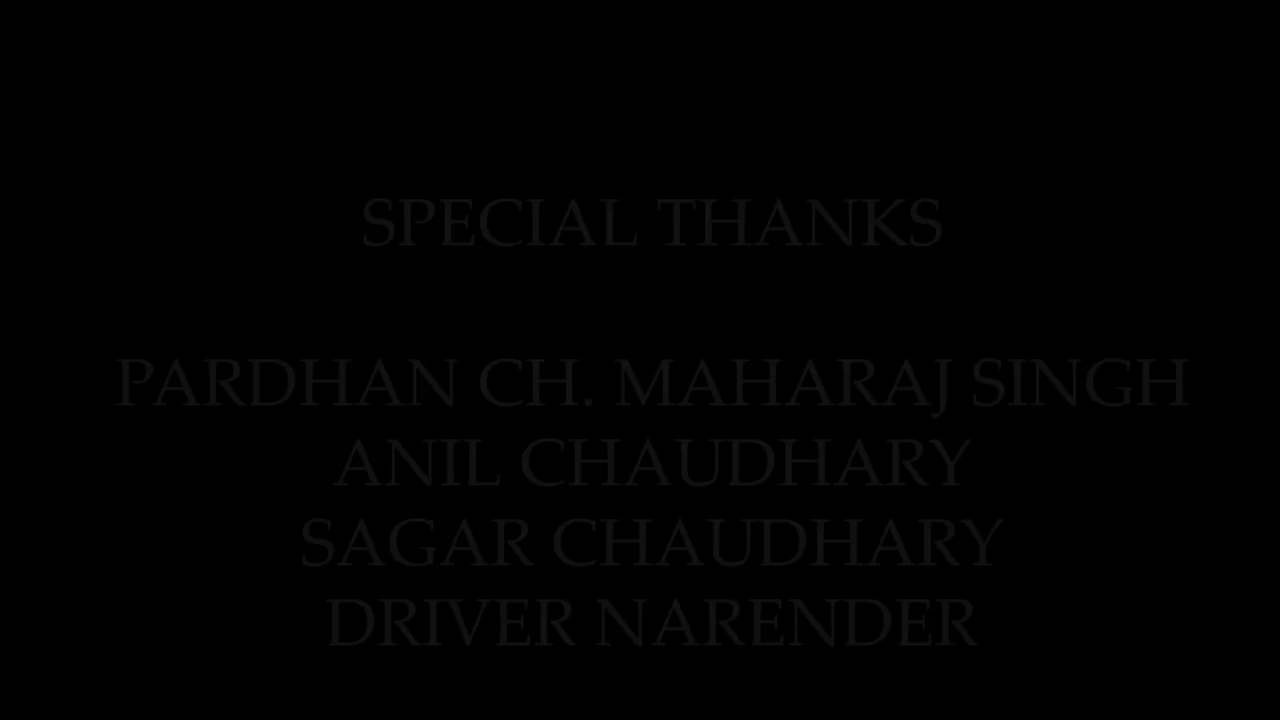 SPECIAL THANKS
PARDHAN CH. MAHARAJ SINGH
ANIL CHAUDHARY
SAGAR CHAUDHARY
DRIVER NARENDER